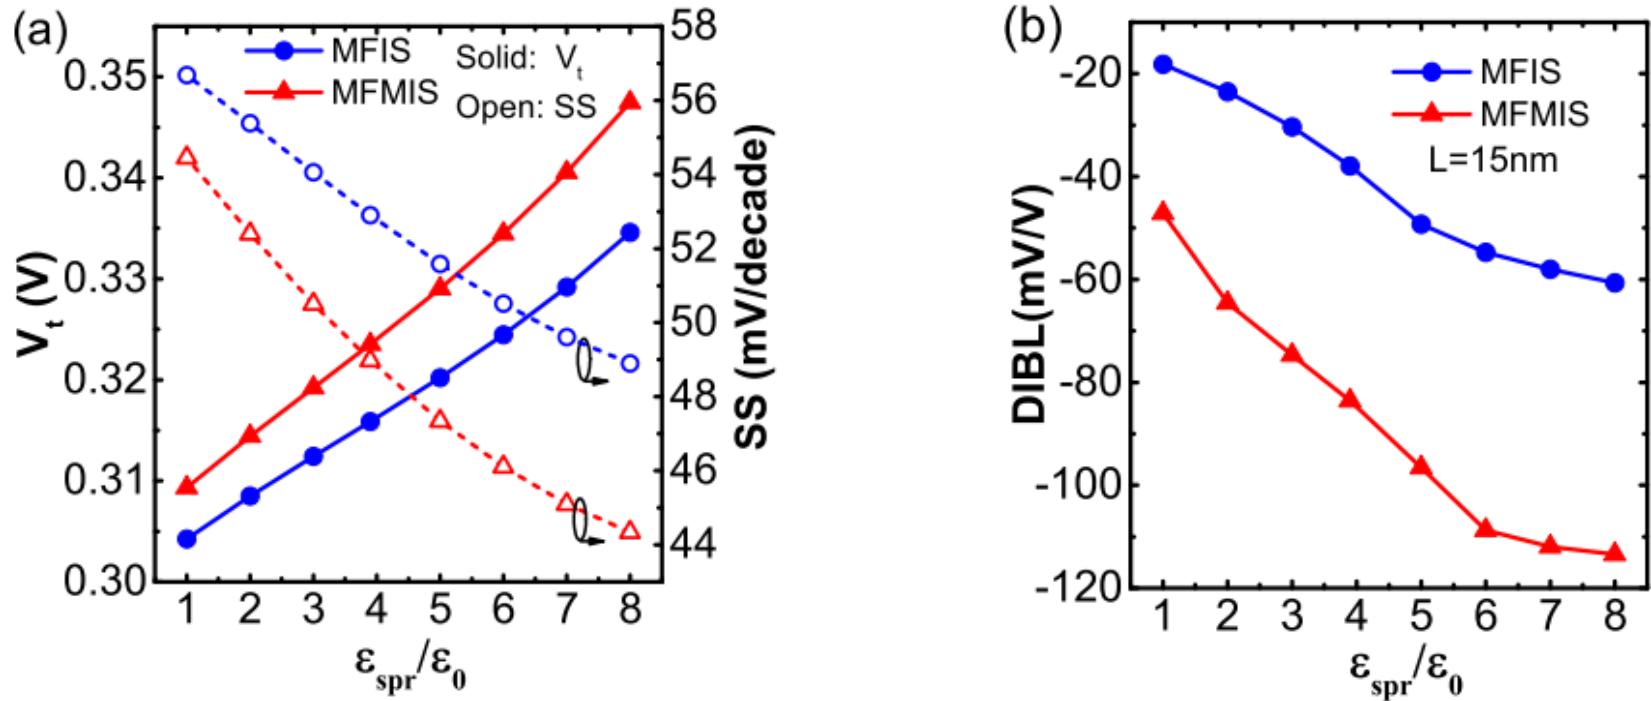 (a)
MFIS
MFMIS
Solid: Vt
Open: SS
0.35
0.34
0.33
0.32
0.31
0.30
Vt (V)
58
56
54
52
50
48
46
44
SS (mV/decade)
1 2 3 4 5 6 7 8
εspr/ε0
(b)
MFIS
MFMIS
L=15nm
-20
-40
-60
-80
-100
-120
DIBL(mV/V)
1 2 3 4 5 6 7 8
εspr/ε0